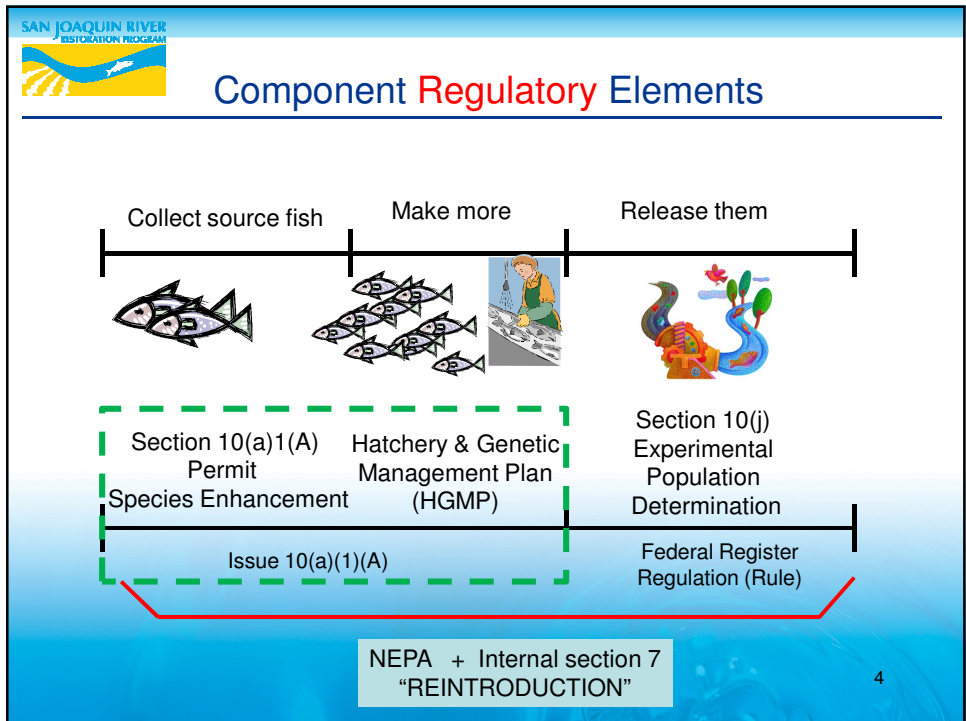 SAN JOAQUIN RIVER
RESTORATION PROGRAM
Component Regulatory Elements
Collect source fish
Make more
Release them
Section 10(a)1(A)
Permit
Species Enhancement
Hatchery & Genetic
Management Plan
(HGMP)
Section 10(j)
Experimental
Population
Determination
Issue 10(a)(1)(A)
Federal Register
Regulation (Rule)
NEPA + Internal section 7
“REINTRODUCTION”
4